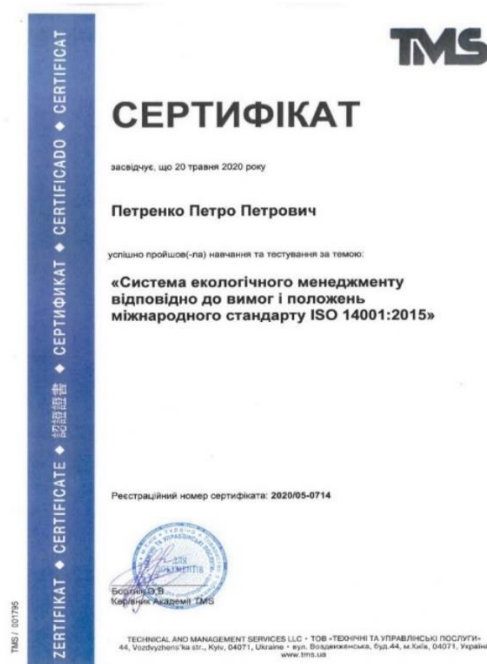 TMS
СЕРТИФІКАТ
засвідчує, що 20 травня 2020 року
Петренко Петро Петрович
успішно пройшов(-ла) навчання та тестування за темою:
«Система екологічного менеджменту
відповідно до вимог і положень
міжнародного стандарту ISO 14001:2015»
Реєстраційний номер сертифіката: 2020/05-0714
ДЛЯ
ДОКУМЕНТІВ
Керівник Академії TMS
TECHNICAL AND MANAGEMENT SERVICES LLC • ТОВ «ТЕХНІЧНІ ТА УПРАВЛІНСЬКІ ПОСЛУГИ»
44, Vozdvyzhens'ka str., Kyiv, 04071, Ukraine • вул. Воздвиженська, буд.44, м.Київ, 04071, Україна
www.tms.ua
ZERTIFIKAT ◆ CERTIFICATE ◆ 認證證書 ◆ СЕРТИФИКАТ ◆ CERTIFICADO ◆ CERTIFICAT
TMS / 001795